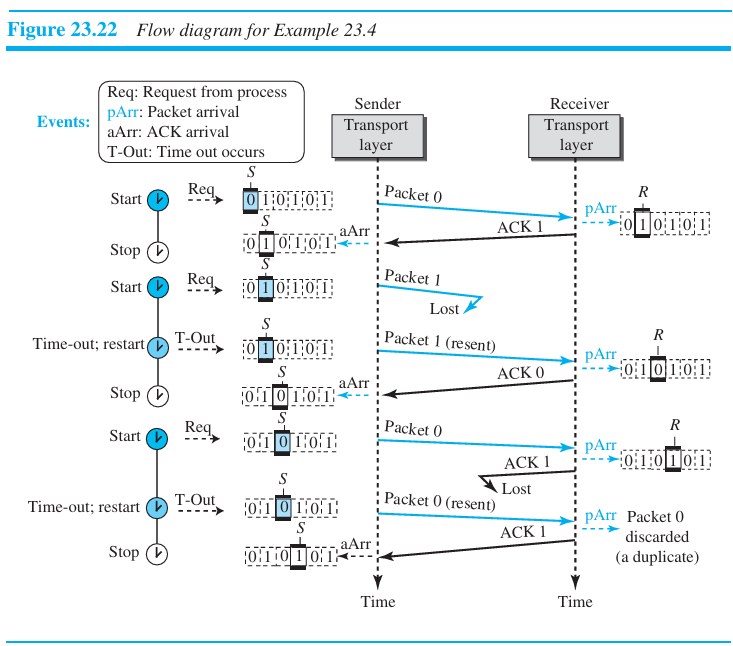 Figure 23.22 Flow diagram for Example 23.4
Events:
Req: Request from process
pArr: Packet arrival
aArr: ACK arrival
T-Out: Time out occurs
Sender
Transport
layer
Receiver
Transport
layer
Start
Req
S
0 1 0 1 0 1
Packet 0
pArr
R
0 1 0 1 0 1
Stop
S
0 1 0 1 0 1
aArr
ACK 1
Start
Req
S
0 1 0 1 0 1
Packet 1
Lost
Time-out; restart
T-Out
S
0 1 0 1 0 1
Packet 1 (resent)
pArr
R
0 1 0 1 0 1
Stop
S
0 1 0 1 0 1
aArr
ACK 0
Start
Req
S
0 1 0 1 0 1
Packet 0
pArr
R
0 1 0 1 0 1
ACK 1
Lost
Time-out; restart
T-Out
S
0 1 0 1 0 1
Packet 0 (resent)
pArr
Packet 0
discarded
(a duplicate)
Stop
S
0 1 0 1 0 1
aArr
ACK 1
Time
Time